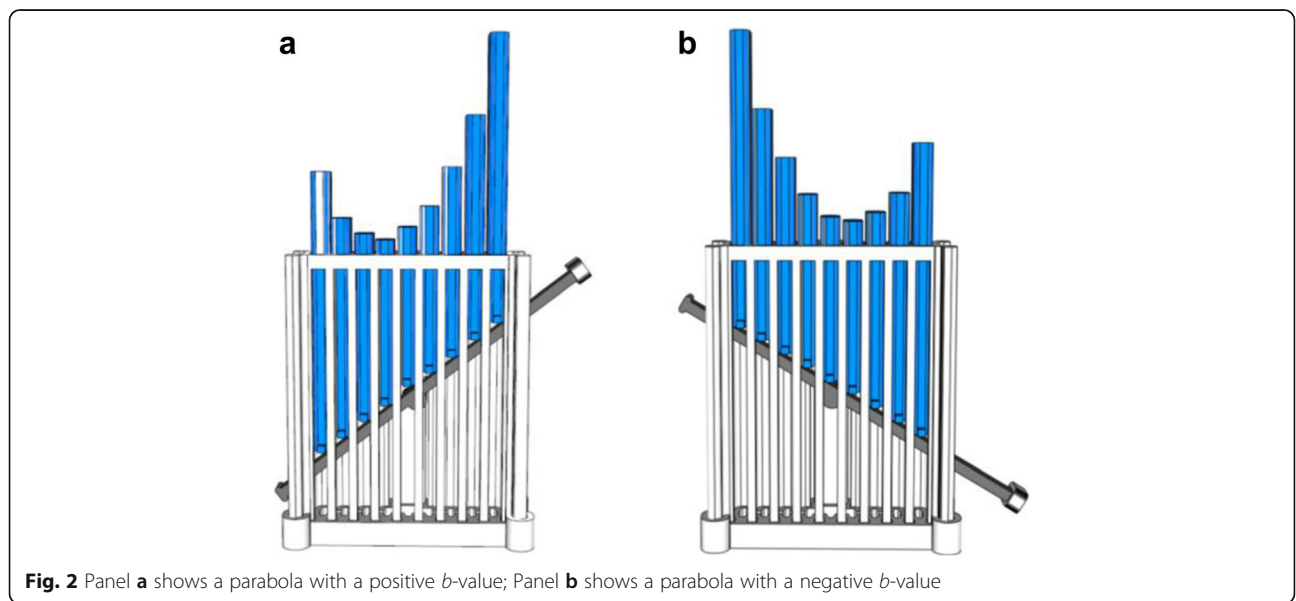 a
b
Fig. 2 Panel a shows a parabola with a positive b-value; Panel b shows a parabola with a negative b-value